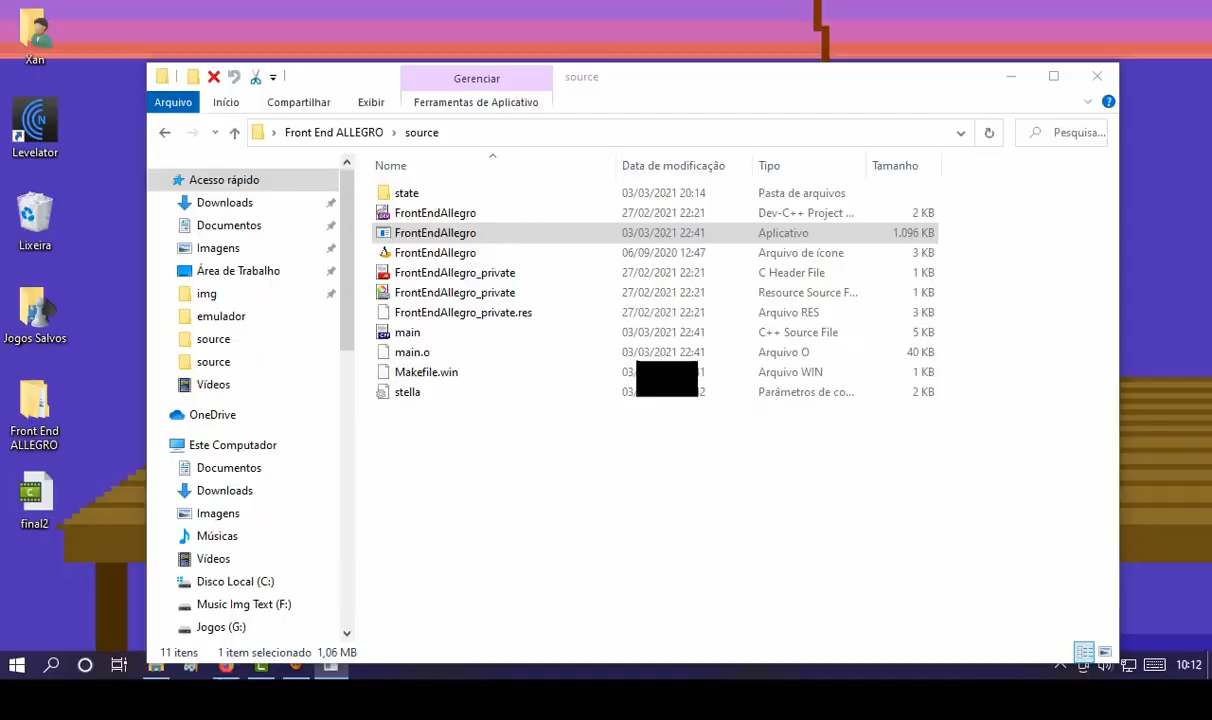 Xan
Levelator
Lixeira
Jogos Salvos
Front End
ALLEGRO
final2
Gerenciar
source
Arquivo
Início
Compartilhar
Exibir
Ferramentas de Aplicativo
Front End ALLEGRO
source
Pesquisa...
Acesso rápido
Downloads
Documentos
Imagens
Área de Trabalho
img
emulador
source
source
Vídeos
OneDrive
Este Computador
Documentos
Downloads
Imagens
Músicas
Vídeos
Disco Local (C:)
Music Img Text (F:)
Jogos (G:)
Nome Data de modificação Tipo Tamanho
state 03/03/2021 20:14 Pasta de arquivos
FrontEndAllegro 27/02/2021 22:21 Dev-C++ Project ... 2 KB
FrontEndAllegro 03/03/2021 22:41 Aplicativo 1.096 KB
FrontEndAllegro 06/09/2020 12:47 Arquivo de ícone 3 KB
FrontEndAllegro_private 27/02/2021 22:21 C Header File 1 KB
FrontEndAllegro_private 27/02/2021 22:21 Resource Source F... 1 KB
FrontEndAllegro_private.res 27/02/2021 22:21 Arquivo RES 3 KB
main 03/03/2021 22:41 C++ Source File 5 KB
main.o 03/03/2021 22:41 Arquivo O 40 KB
Makefile.win 03/ Arquivo WIN 1 KB
stella 03/ Parâmetros de co... 2 KB
11 itens 1 item selecionado 1,06 MB
10:12